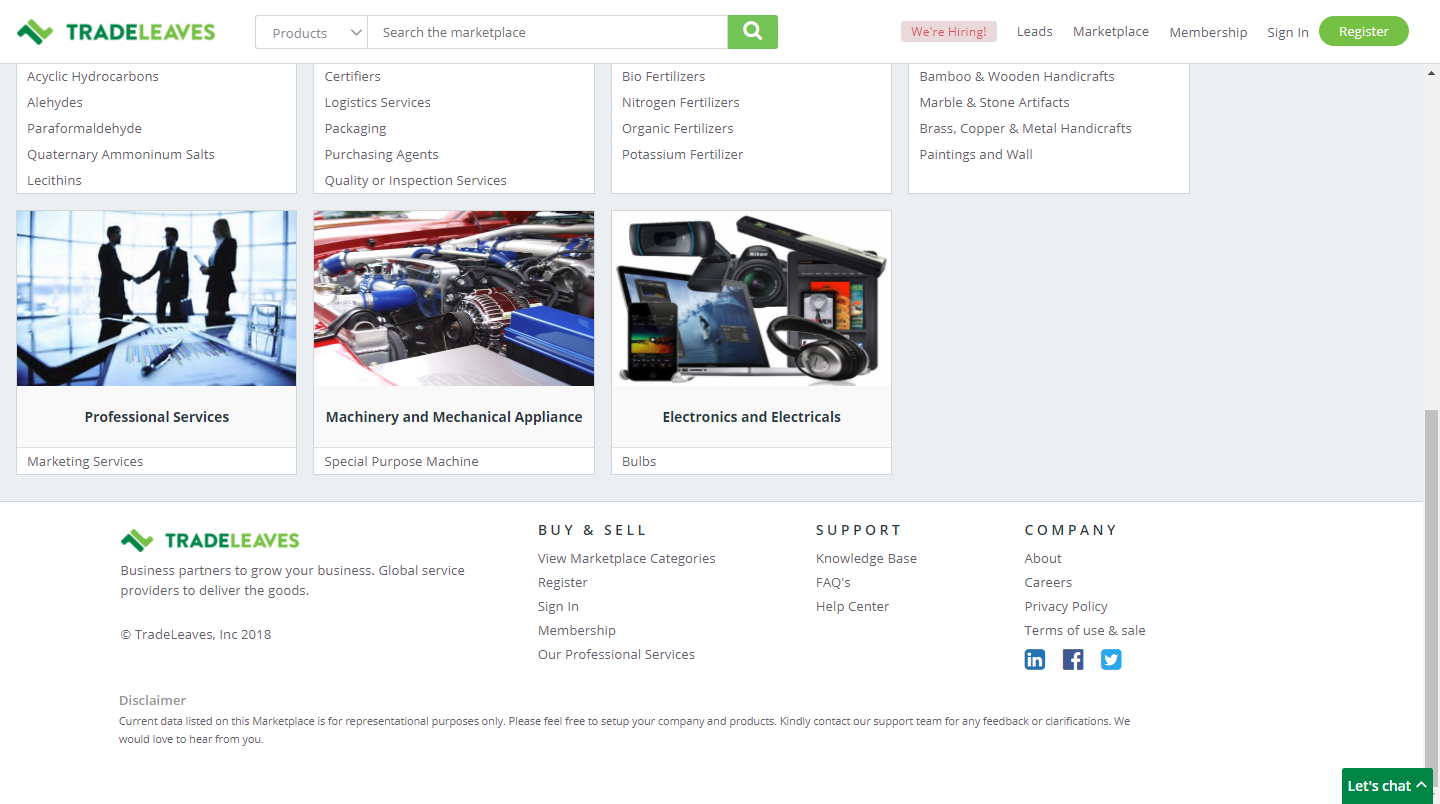 TRADELEAVES
Products
Search the marketplace
We're Hiring!
Leads
Marketplace
Membership
Sign In
Register
Acyclic Hydrocarbons
Alehydes
Paraformaldehyde
Quaternary Ammoninum Salts
Lecithins
Certifiers
Logistics Services
Packaging
Purchasing Agents
Quality or Inspection Services
Bio Fertilizers
Nitrogen Fertilizers
Organic Fertilizers
Potassium Fertilizer
Bamboo & Wooden Handicrafts
Marble & Stone Artifacts
Brass, Copper & Metal Handicrafts
Paintings and Wall
Nikon
Professional Services
Marketing Services
Machinery and Mechanical Appliance
Special Purpose Machine
Electronics and Electricals
Bulbs
TRADELEAVES
Business partners to grow your business. Global service
providers to deliver the goods.
© TradeLeaves, Inc 2018
BUY & SELL
View Marketplace Categories
Register
Sign In
Membership
Our Professional Services
SUPPORT
Knowledge Base
FAQ's
Help Center
COMPANY
About
Careers
Privacy Policy
Terms of use & sale
Disclaimer
Current data listed on this Marketplace is for representational purposes only. Please feel free to setup your company and products. Kindly contact our support team for any feedback or clarifications. We
would love to hear from you.
Let's chat